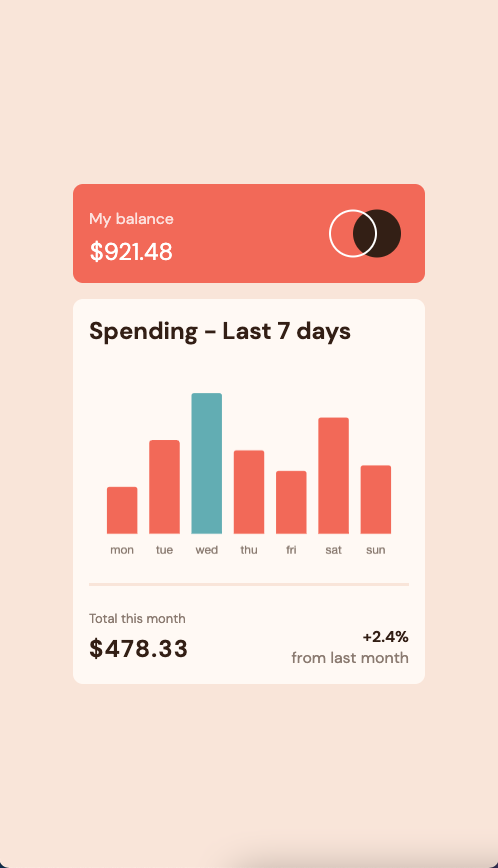 My balance
$921.48
Spending - Last 7 days
mon tue wed thu fri sat sun
Total this month
$478.33
+2.4%
from last month